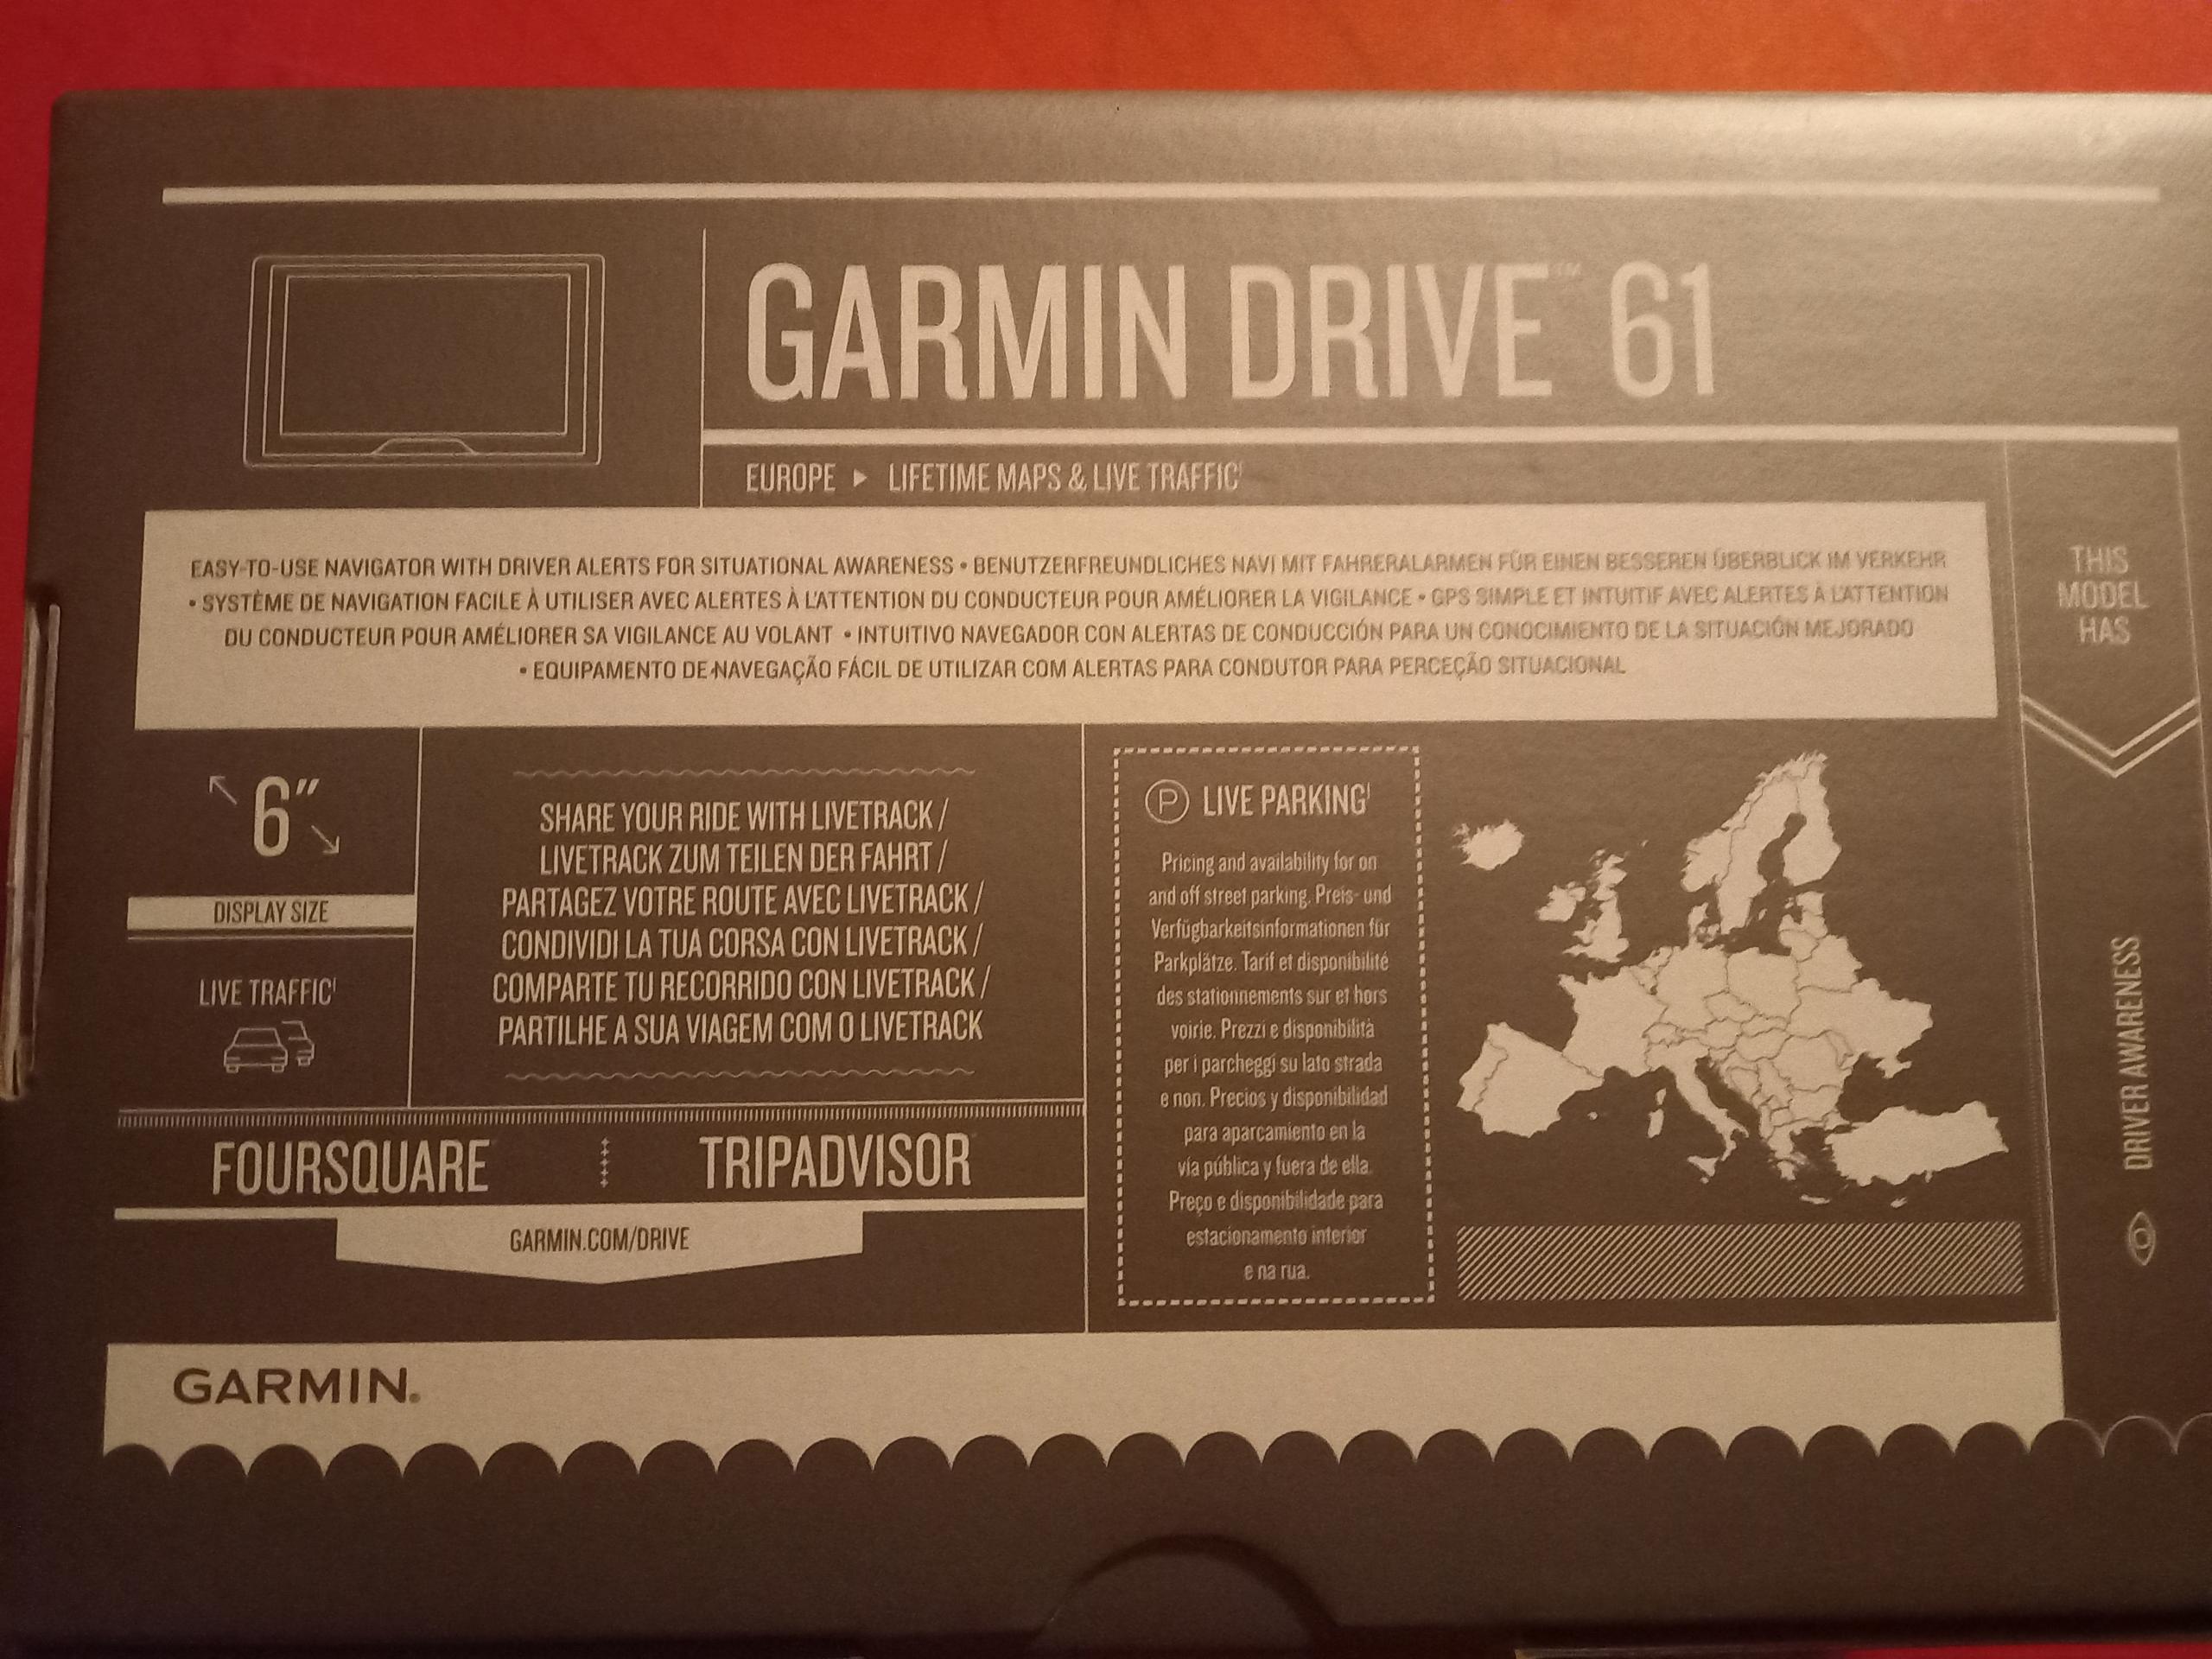 GARMIN DRIVE™ 61
EUROPE ▶ LIFETIME MAPS & LIVE TRAFFIC¹
EASY-TO-USE NAVIGATOR WITH DRIVER ALERTS FOR SITUATIONAL AWARENESS • BENUTZERFREUNDLICHES NAVI MIT FAHRERALARMEN FÜR EINEN BESSEREN ÜBERBLICK IM VERKEHR
• SYSTÈME DE NAVIGATION FACILE À UTILISER AVEC ALERTES À L'ATTENTION DU CONDUCTEUR POUR AMÉLIORER LA VIGILANCE • GPS SIMPLE ET INTUITIF AVEC ALERTES À L'ATTENTION
DU CONDUCTEUR POUR AMÉLIORER SA VIGILANCE AU VOLANT • INTUITIVO NAVEGADOR CON ALERTAS DE CONDUCCIÓN PARA UN CONOCIMIENTO DE LA SITUACIÓN MEJORADO
• EQUIPAMENTO DE NAVEGAÇÃO FÁCIL DE UTILIZAR COM ALERTAS PARA CONDUTOR PARA PERCEÇÃO SITUACIONAL
THIS
MODEL
HAS
6"
DISPLAY SIZE
LIVE TRAFFIC¹
SHARE YOUR RIDE WITH LIVETRACK /
LIVETRACK ZUM TEILEN DER FAHRT /
PARTAGEZ VOTRE ROUTE AVEC LIVETRACK /
CONDIVIDI LA TUA CORSA CON LIVETRACK /
COMPARTE TU RECORRIDO CON LIVETRACK /
PARTILHE A SUA VIAGEM COM O LIVETRACK
FOURSQUARE
TRIPADVISOR
GARMIN.COM/DRIVE
P LIVE PARKING¹
Pricing and availability for on
and off street parking. Preis- und
Verfügbarkeitsinformationen für
Parkplätze. Tarif et disponibilité
des stationnements sur et hors
voirie. Prezzi e disponibilità
per i parcheggi su lato strada
e non. Precios y disponibilidad
para aparcamiento en la
vía pública y fuera de ella.
Preço e disponibilidade para
estacionamento interior
e na rua.
DRIVER AWARENESS
GARMIN®